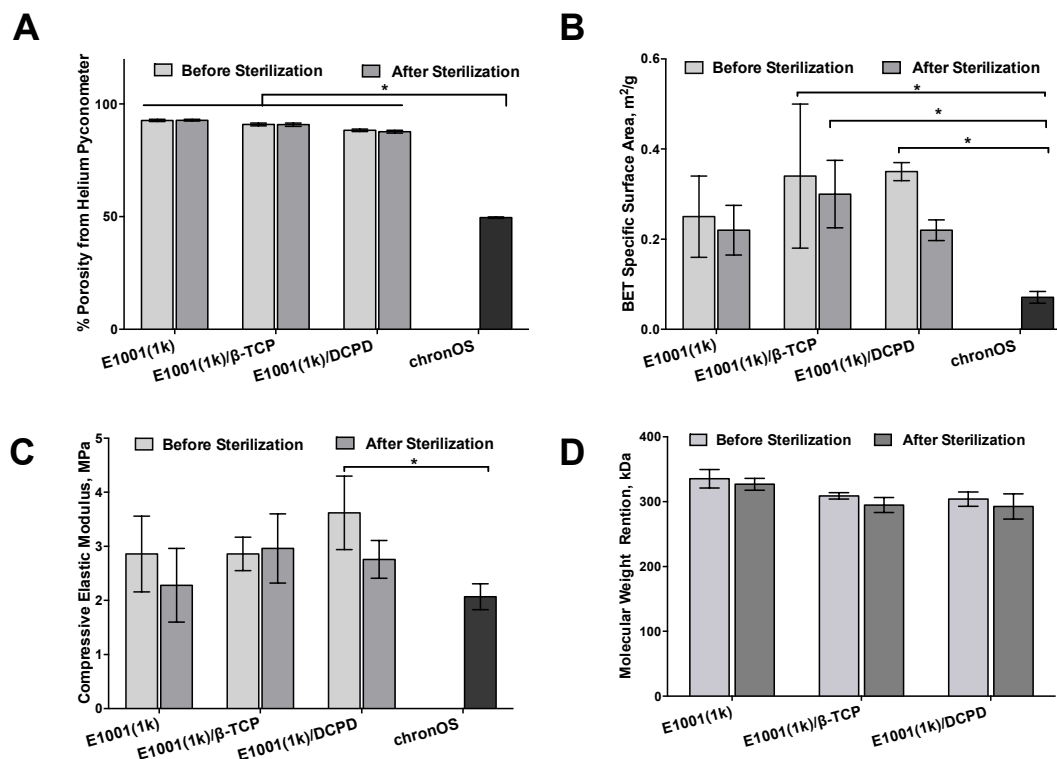 A
% Porosity from Helium Pyconometer
Before Sterilization
After Sterilization
*
100
50
0
E1001(1k)
E1001(1k)/β-TCP
E1001(1k)/DCPD
chronOS
B
BET Specific Surface Area, m²/g
Before Sterilization
After Sterilization
*
*
*
0.6
0.4
0.2
0.0
E1001(1k)
E1001(1k)/β-TCP
E1001(1k)/DCPD
chronOS
C
Compressive Elastic Modulus, MPa
Before Sterilization
After Sterilization
*
5
4
3
2
1
0
E1001(1k)
E1001(1k)/β-TCP
E1001(1k)/DCPD
chronOS
D
Molecular Weight Rention, kDa
Before Sterilization
After Sterilization
400
300
200
100
0
E1001(1k)
E1001(1k)/β-TCP
E1001(1k)/DCPD